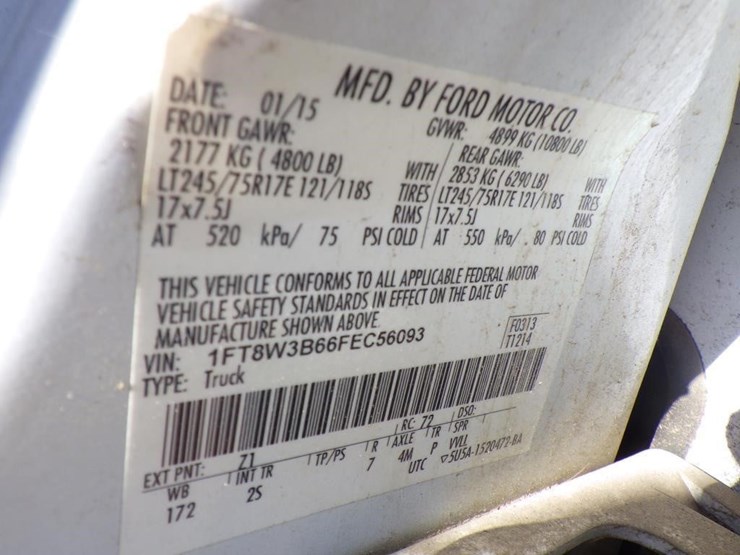 MFD. BY FORD MOTOR CO.
DATE: 01/15 GVWR: 4899 KG (10800 LB)
FRONT GAWR: REAR GAWR:
2177 KG ( 4800 LB) WITH 2853 KG ( 6290 LB) WITH
LT245/75R17E 121/118S TIRES LT245/75R17E 121/118S TIRES
17x7.5J RIMS 17x7.5J RIMS
AT 520 kPa/ 75 PSI COLD AT 550 kPa/ 80 PSI COLD
THIS VEHICLE CONFORMS TO ALL APPLICABLE FEDERAL MOTOR
VEHICLE SAFETY STANDARDS IN EFFECT ON THE DATE OF
MANUFACTURE SHOWN ABOVE.
VIN: 1FT8W3B66FEC56093 F0313
TYPE: Truck T1214
EXT PNT: Z1 RC: 72 DSO:
WB INT TR TP/PS R AXLE TR SPR
172 2S 7 4M P VVLL
UTC 5U5A-1520472-BA